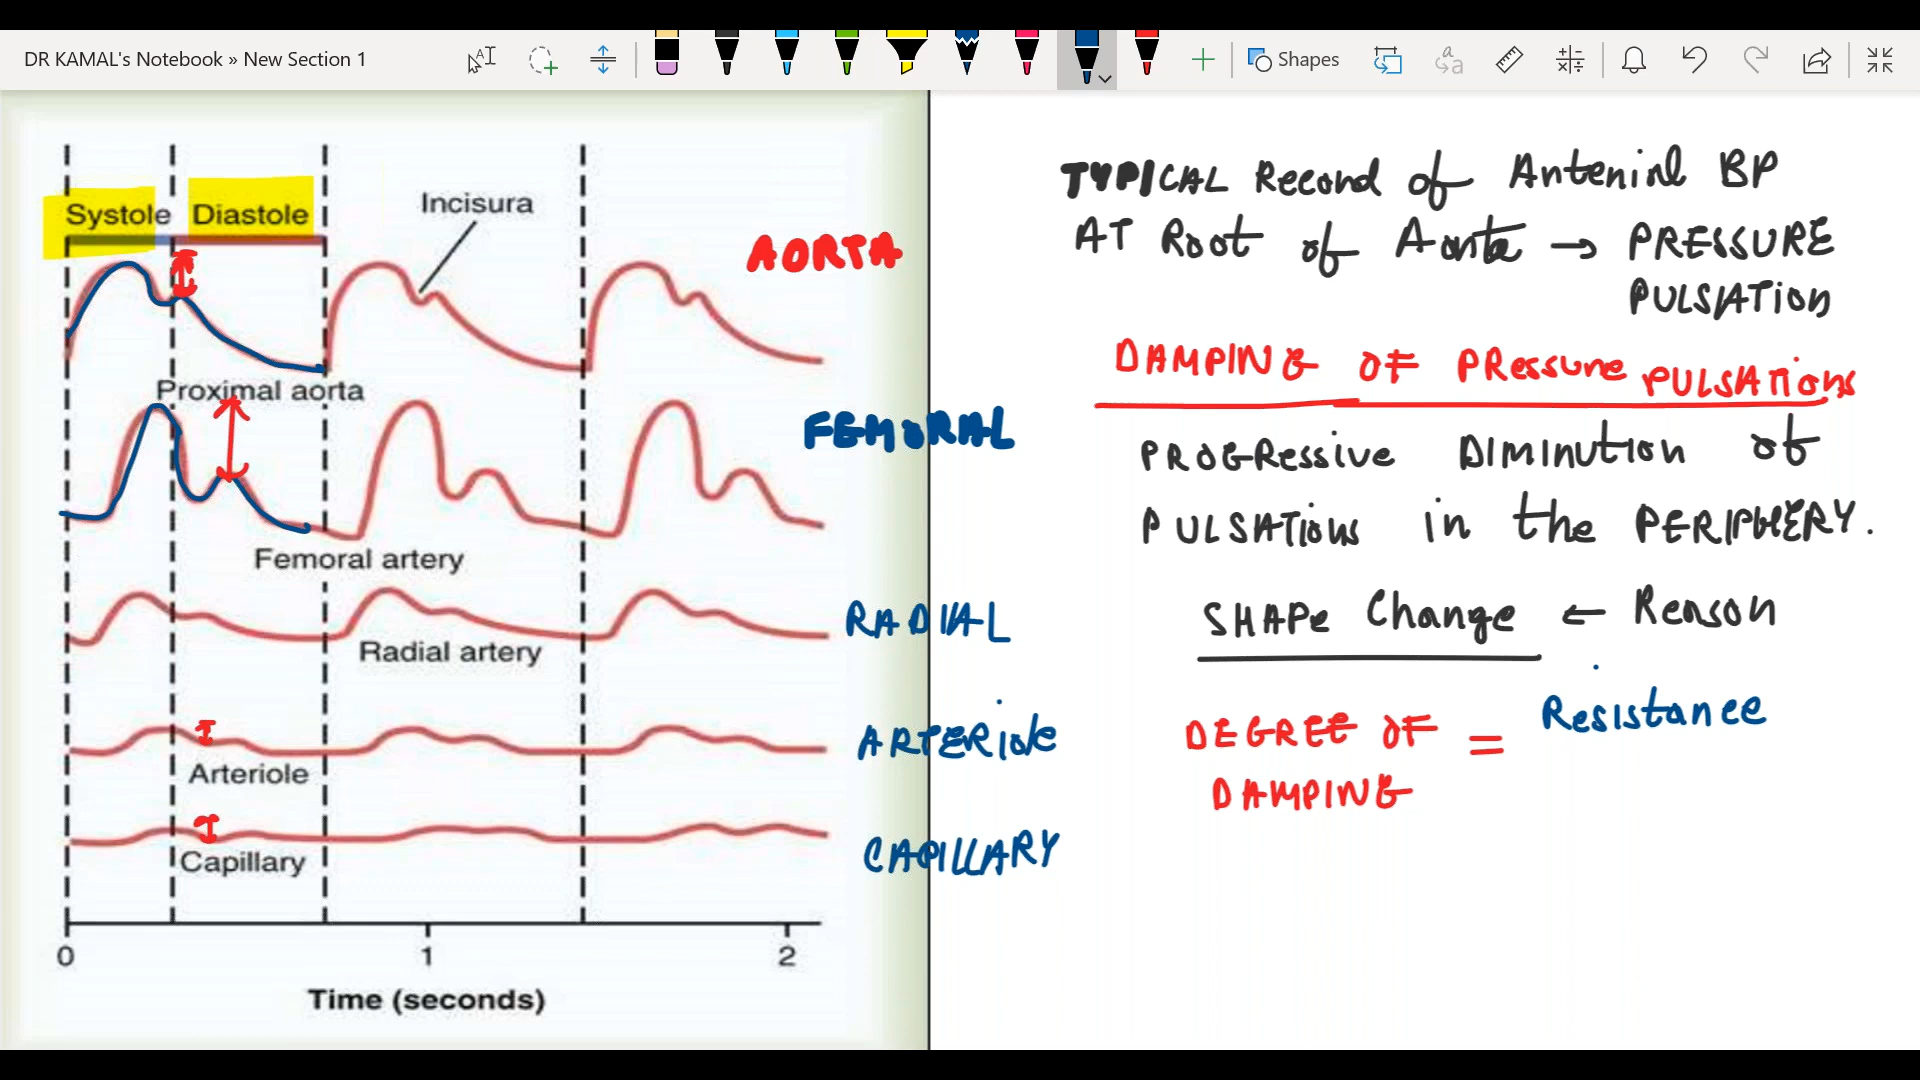 DR KAMAL's Notebook » New Section 1
Shapes
Systole Diastole
Incisura
AORTA
Proximal aorta
FEMORAL
Femoral artery
RADIAL
Radial artery
ARTERiole
Arteriole
CAPILLARY
Capillary
0 1 2
Time (seconds)
TYPICAL Record of Arterial BP
AT Root of Aorta → PRESSURE
PULSATION
DAMPING OF PRessure PULSATIons
PROGRessive DIMINUTION of
PULSATIons in the PERIPHERY.
SHAPe Change ← Reason
DEGREE OF =
DAMPING
Resistance